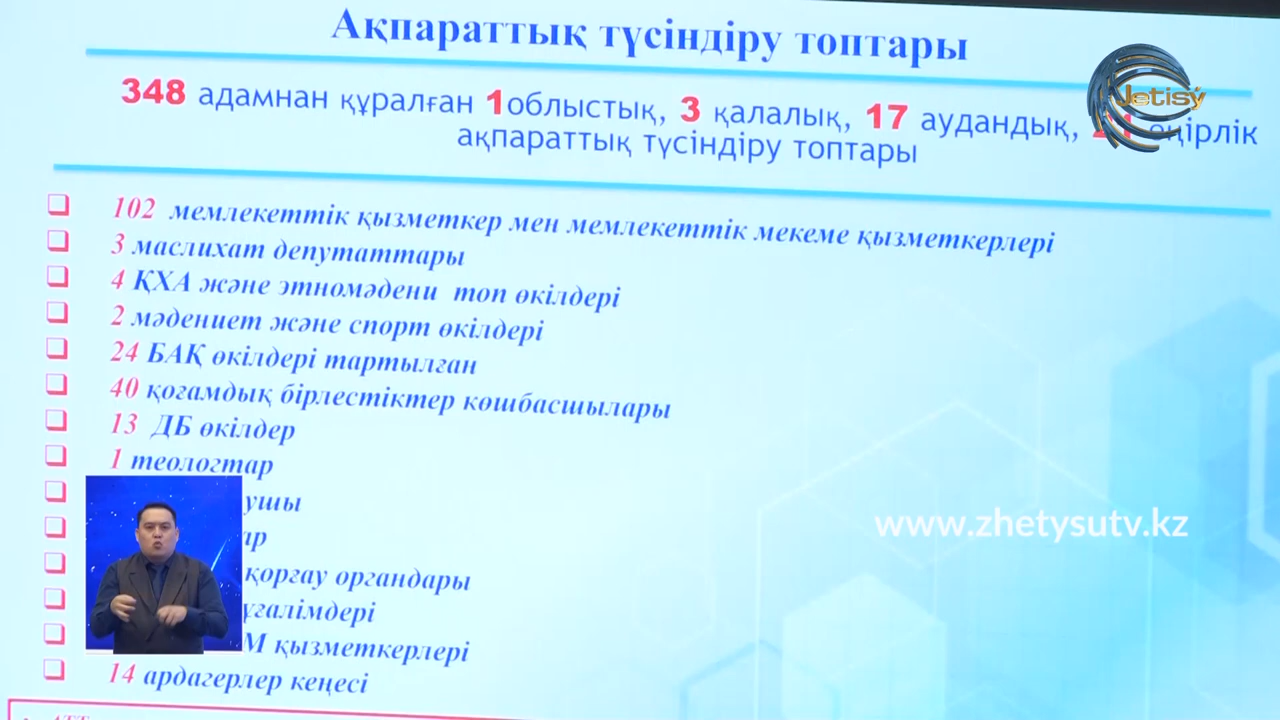 Ақпараттық түсіндіру топтары
Jetisý
348 адамнан құралған 1облыстық, 3 қалалық, 17 аудандық, өңірлік
ақпараттық түсіндіру топтары
102 мемлекеттік қызметкер мен мемлекеттік мекеме қызметкерлері
3 маслихат депутаттары
4 ҚХА және этномәдени топ өкілдері
2 мәдениет және спорт өкілдері
24 БАҚ өкілдері тартылған
40 қоғамдық бірлестіктер көшбасшылары
13 ДБ өкілдер
1 теологтар
www.zhetysutv.kz
қорғау органдары
қызметкерлері
14 ардагерлер кеңесі